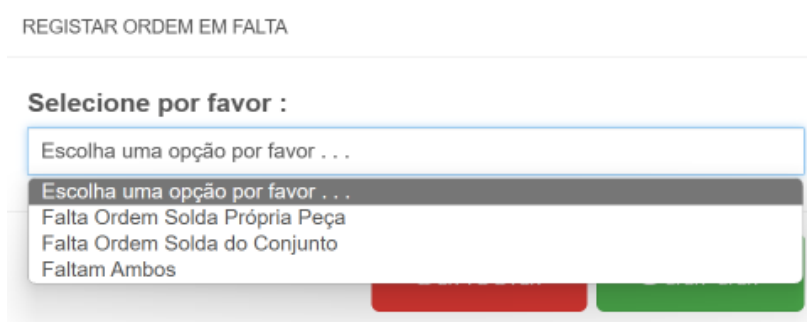 REGISTAR ORDEM EM FALTA
Selecione por favor :
Escolha uma opção por favor . . .
Escolha uma opção por favor . . .
Falta Ordem Solda Própria Peça
Falta Ordem Solda do Conjunto
Faltam Ambos